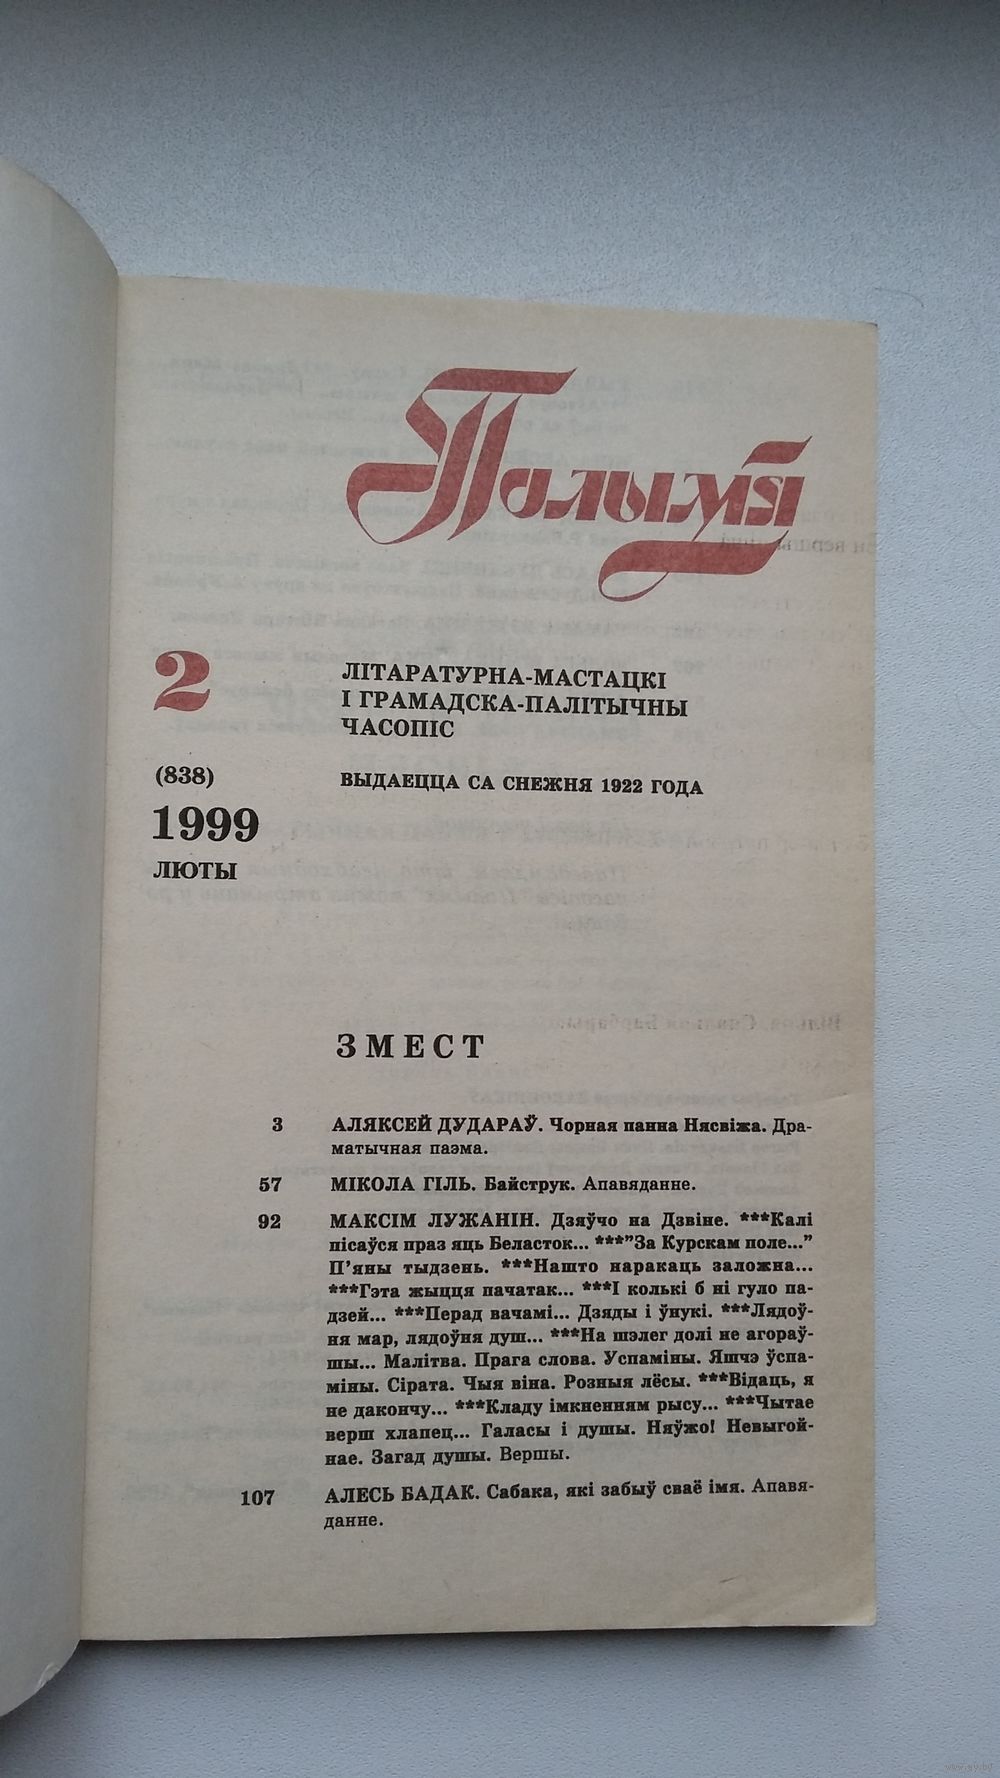 Полымя
2
ЛІТАРАТУРНА-МАСТАЦКІ
І ГРАМАДСКА-ПАЛІТЫЧНЫ
ЧАСОПІС
(838)
ВЫДАЕЦЦА СА СНЕЖНЯ 1922 ГОДА
1999
ЛЮТЫ
ЗМЕСТ
3 АЛЯКСЕЙ ДУДАРАЎ. Чорная панна Нясвіжа. Дра-
матычная паэма.
57 МІКОЛА ГІЛЬ. Байструк. Апавяданне.
92 МАКСІМ ЛУЖАНІН. Дзяўчо на Дзвіне. ***Калі
пісаўся праз яць Беласток... ***"За Курскам поле..."
П'яны тыдзень. ***Нашто наракаць заложна...
***Гэта жыцця пачатак... ***І колькі б ні гуло па-
дзей... ***Перад вачамі... Дзяды і ўнукі. ***Лядоў-
ня мар, лядоўня душ... ***На шэлег долі не агораў-
шы... Малітва. Прага слова. Успаміны. Яшчэ ўспа-
міны. Сірата. Чыя віна. Розныя лёсы. ***Відаць, я
не дакончу... ***Кладу імкненням рысу... ***Чытае
верш хлапец... Галасы і душы. Няўжо! Невыгой-
нае. Загад душы. Вершы.
107 АЛЕСЬ БАДАК. Сабака, які забыў сваё імя. Апавя-
данне.
www.ay.by